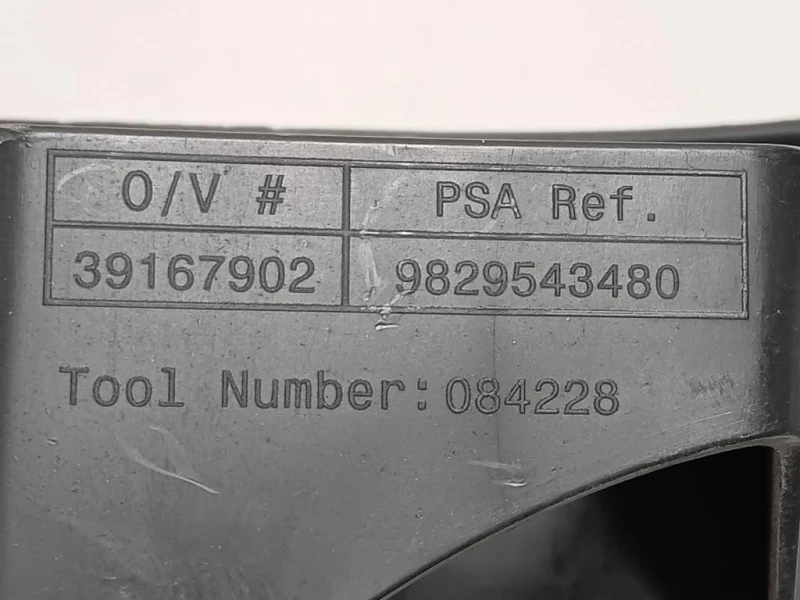 O/V # PSA Ref.
39167902 9829543480
Tool Number: 084228